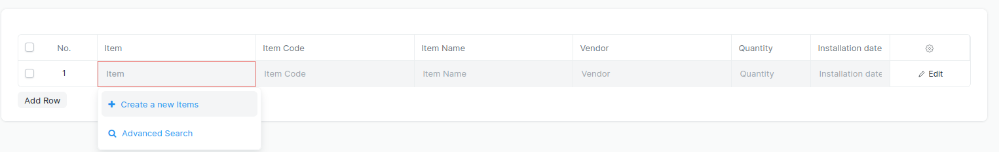 No. Item Item Code Item Name Vendor Quantity Installation date
1 Item Item Code Item Name Vendor Quantity Installation date Edit
Add Row
Create a new Items
Advanced Search